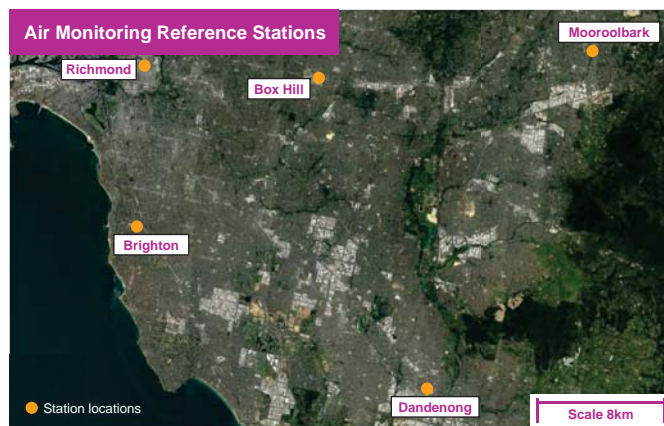 Air Monitoring Reference Stations
Mooroolbark
Richmond
Box Hill
Brighton
Station locations
Dandenong
Scale 8km